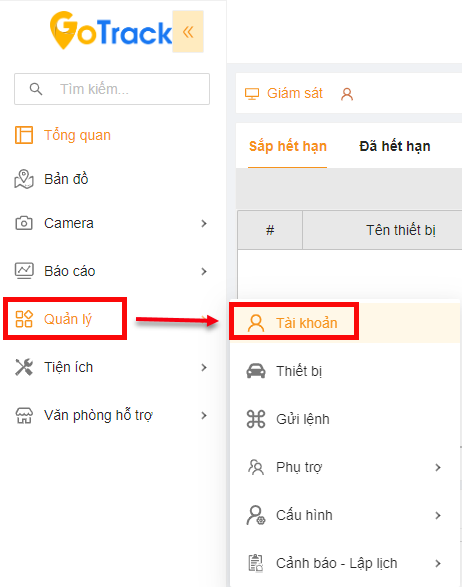 GoTrack
«
Tìm kiếm...
Tổng quan
Bản đồ
Camera
Báo cáo
Quản lý
Tiện ích
Văn phòng hỗ trợ
Giám sát
Sắp hết hạn
Đã hết hạn
#
Tên thiết bị
Tài khoản
Thiết bị
Gửi lệnh
Phụ trợ
Cấu hình
Cảnh báo - Lập lịch